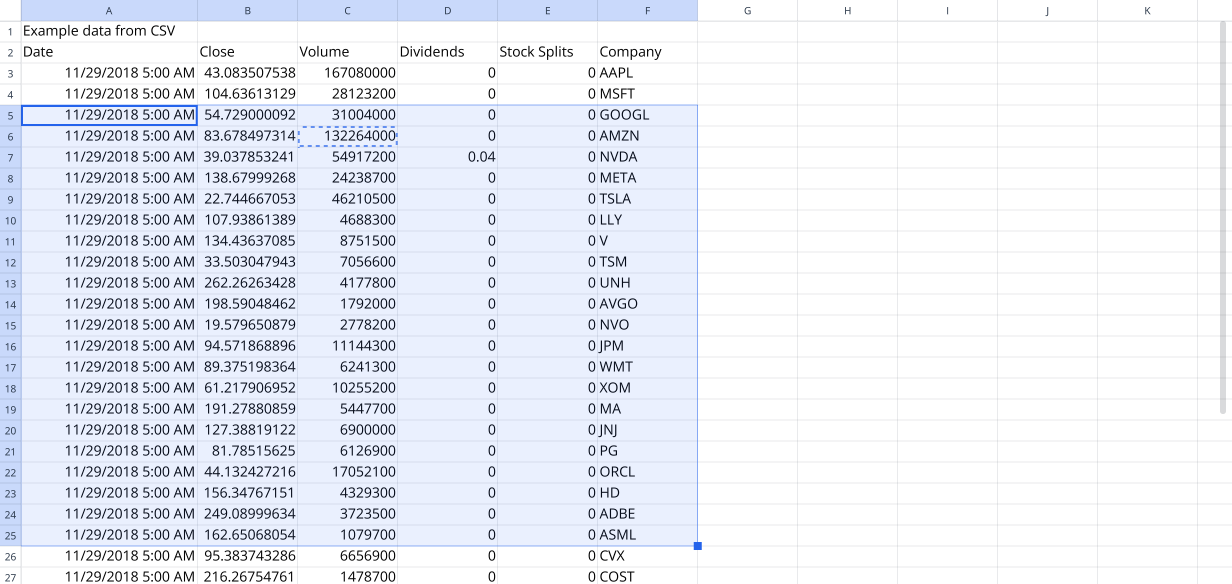 A B C D E F G H I J K
1 Example data from CSV
2 Date Close Volume Dividends Stock Splits Company
3 11/29/2018 5:00 AM 43.083507538 167080000 0 0 AAPL
4 11/29/2018 5:00 AM 104.63613129 28123200 0 0 MSFT
5 11/29/2018 5:00 AM 54.729000092 31004000 0 0 GOOGL
6 11/29/2018 5:00 AM 83.678497314 132264000 0 0 AMZN
7 11/29/2018 5:00 AM 39.037853241 54917200 0.04 0 NVDA
8 11/29/2018 5:00 AM 138.67999268 24238700 0 0 META
9 11/29/2018 5:00 AM 22.744667053 46210500 0 0 TSLA
10 11/29/2018 5:00 AM 107.93861389 4688300 0 0 LLY
11 11/29/2018 5:00 AM 134.43637085 8751500 0 0 V
12 11/29/2018 5:00 AM 33.503047943 7056600 0 0 TSM
13 11/29/2018 5:00 AM 262.26263428 4177800 0 0 UNH
14 11/29/2018 5:00 AM 198.59048462 1792000 0 0 AVGO
15 11/29/2018 5:00 AM 19.579650879 2778200 0 0 NVO
16 11/29/2018 5:00 AM 94.571868896 11144300 0 0 JPM
17 11/29/2018 5:00 AM 89.375198364 6241300 0 0 WMT
18 11/29/2018 5:00 AM 61.217906952 10255200 0 0 XOM
19 11/29/2018 5:00 AM 191.27880859 5447700 0 0 MA
20 11/29/2018 5:00 AM 127.38819122 6900000 0 0 JNJ
21 11/29/2018 5:00 AM 81.78515625 6126900 0 0 PG
22 11/29/2018 5:00 AM 44.132427216 17052100 0 0 ORCL
23 11/29/2018 5:00 AM 156.34767151 4329300 0 0 HD
24 11/29/2018 5:00 AM 249.08999634 3723500 0 0 ADBE
25 11/29/2018 5:00 AM 162.65068054 1079700 0 0 ASML
26 11/29/2018 5:00 AM 95.383743286 6656900 0 0 CVX
27 11/29/2018 5:00 AM 216.26754761 1478700 0 0 COST